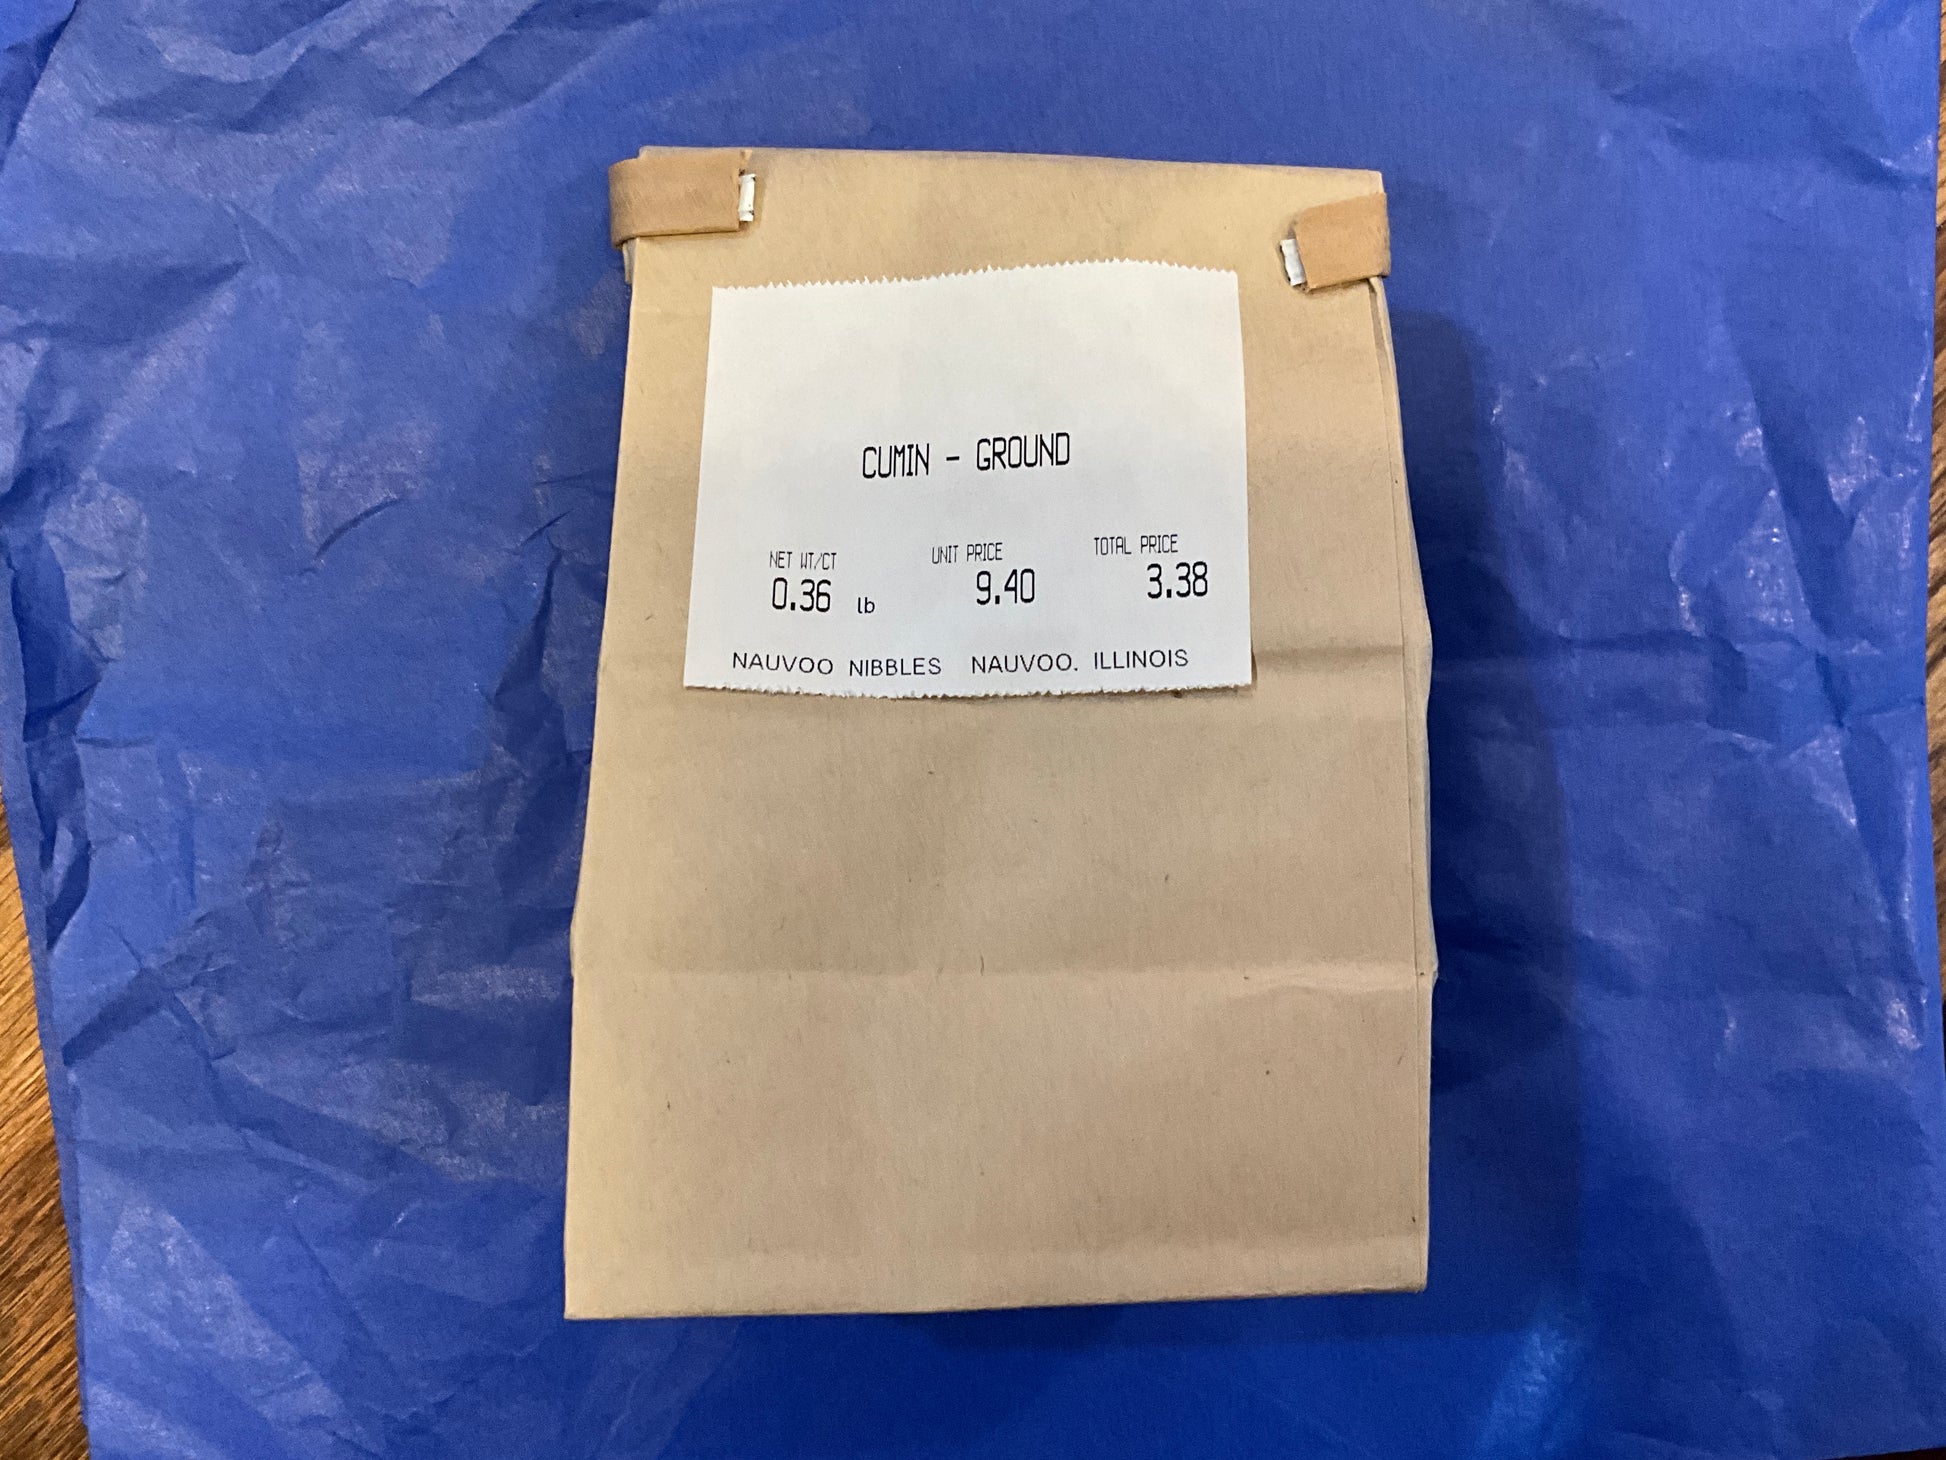 CUMIN - GROUND
NET WT/CT UNIT PRICE TOTAL PRICE
0.36 lb 9.40 3.38
NAUVOO NIBBLES NAUVOO. ILLINOIS